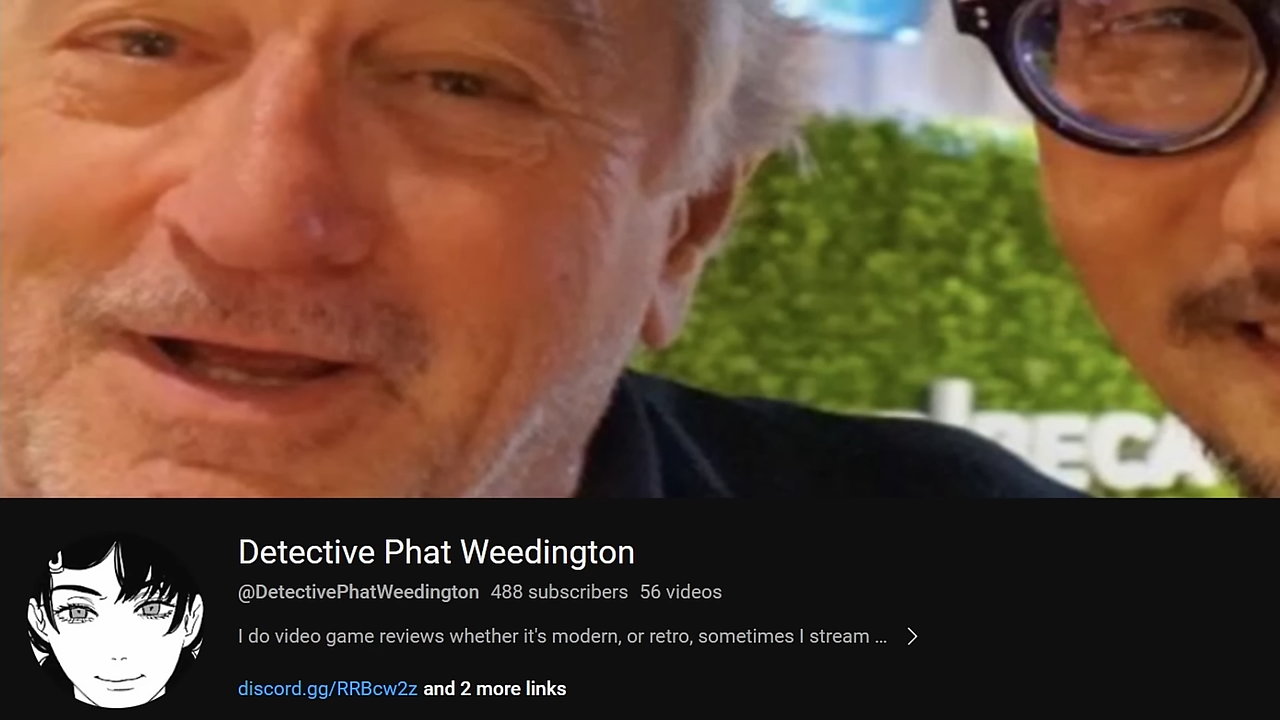 BECA
Detective Phat Weedington
@DetectivePhatWeedington 488 subscribers 56 videos
I do video game reviews whether it's modern, or retro, sometimes I stream ...
discord.gg/RRBcw2z and 2 more links